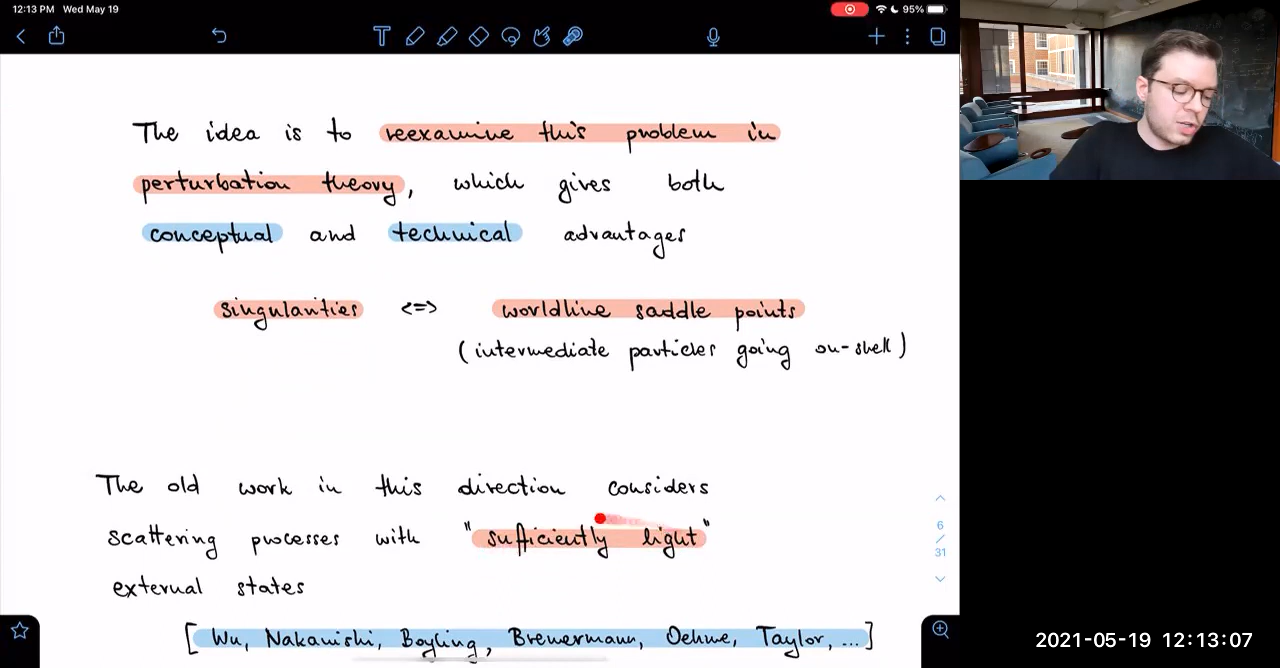 12:13 PM Wed May 19
95%
The idea is to reexamine this problem in
perturbation theory, which gives both
conceptual and technical advantages
singularities <=> worldline saddle points
(intermediate particles going on-shell)
The old work in this direction considers
scattering processes with "sufficiently light"
external states
[Wu, Nakanishi, Boyling, Bremermann, Oehme, Taylor, ...]
6
/
31
2021-05-19 12:13:07